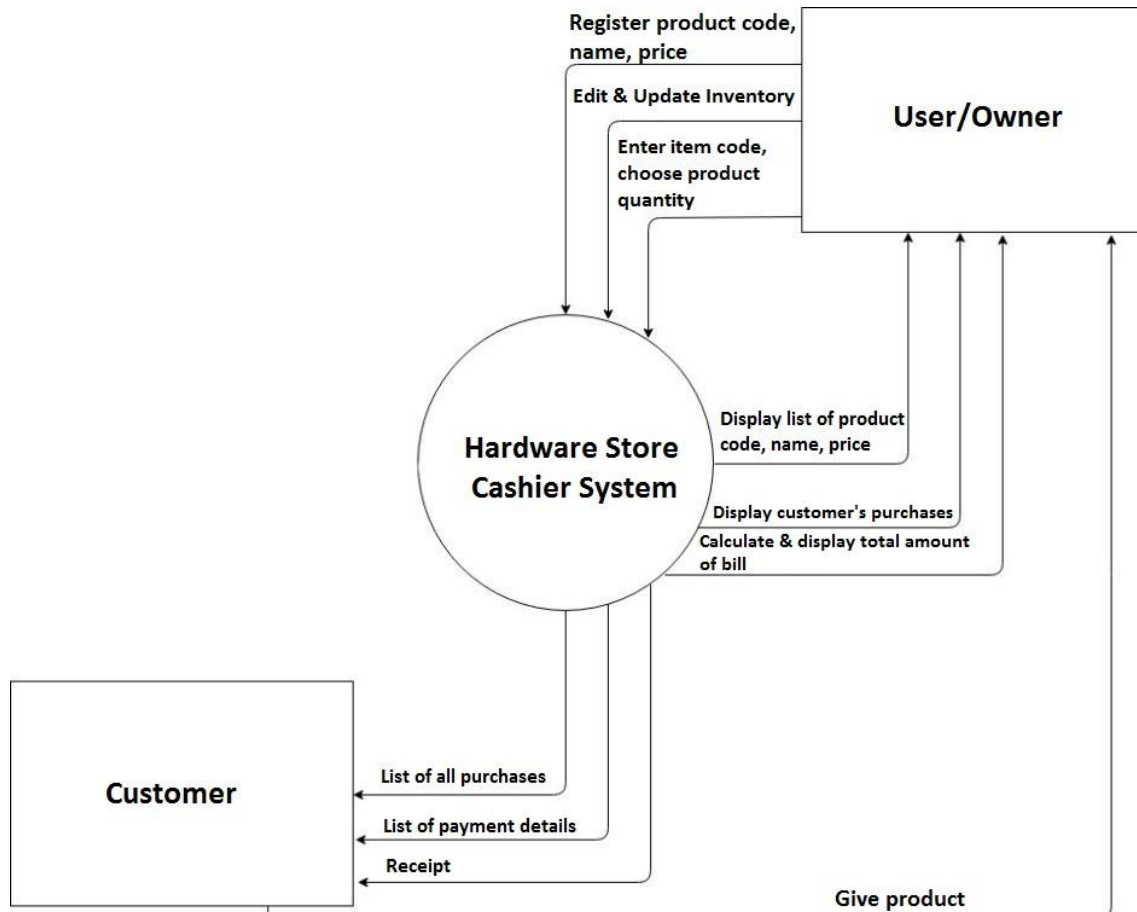 Register product code,
name, price
Edit & Update Inventory
User/Owner
Enter item code,
choose product
quantity
Display list of product
code, name, price
Hardware Store
Cashier System
Display customer's purchases
Calculate & display total amount
of bill
List of all purchases
Customer
List of payment details
Receipt
Give product